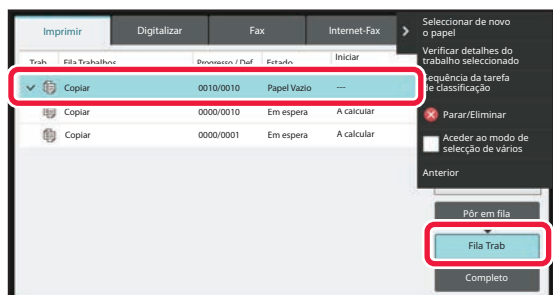 Imprimir
Digitalizar
Fax
Internet-Fax
Trab
Fila Trabalhos
Progresso / Def
Estado
Iniciar
Copiar
0010/0010
Papel Vazio
---
Copiar
0000/0010
Em espera
A calcular
Copiar
0000/0001
Em espera
A calcular
Seleccionar de novo
o papel
Verificar detalhes do
trabalho seleccionado
Sequência da tarefa
de classificação
Parar/Eliminar
Aceder ao modo de
selecção de vários
Anterior
Pôr em fila
Fila Trab
Completo